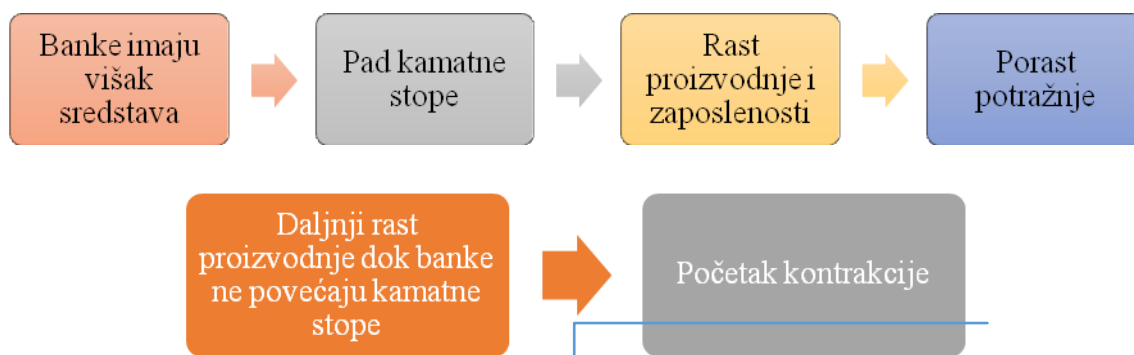 Banke imaju
višak
sredstava
Pad kamatne
stope
Rast
proizvodnje i
zaposlenosti
Porast
potražnje
Daljnji rast
proizvodnje dok banke
ne povećaju kamatne
stope
Početak kontrakcije